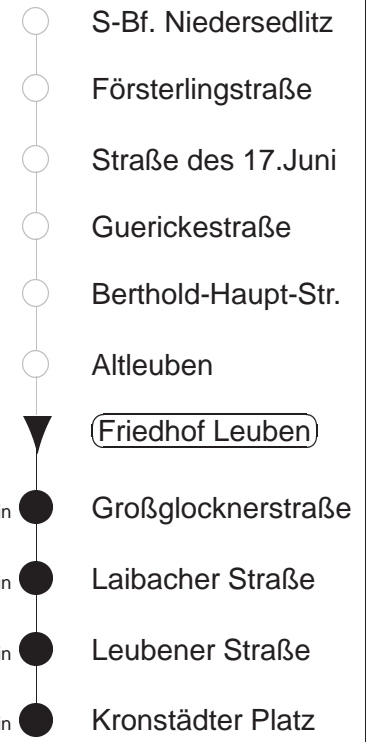 S-Bf. Niedersedlitz
Försterlingstraße
Straße des 17.Juni
Guerickestraße
Berthold-Haupt-Str.
Altleuben
Friedhof Leuben
Großglocknerstraße
Laibacher Straße
Leubener Straße
Kronstädter Platz